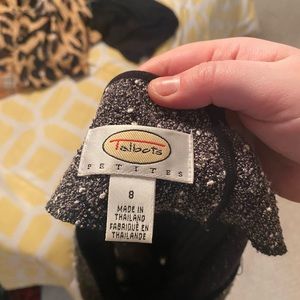 Talbots
PETITES
8
MADE IN
THAILAND
FABRIQUÉ EN
THAÏLANDE